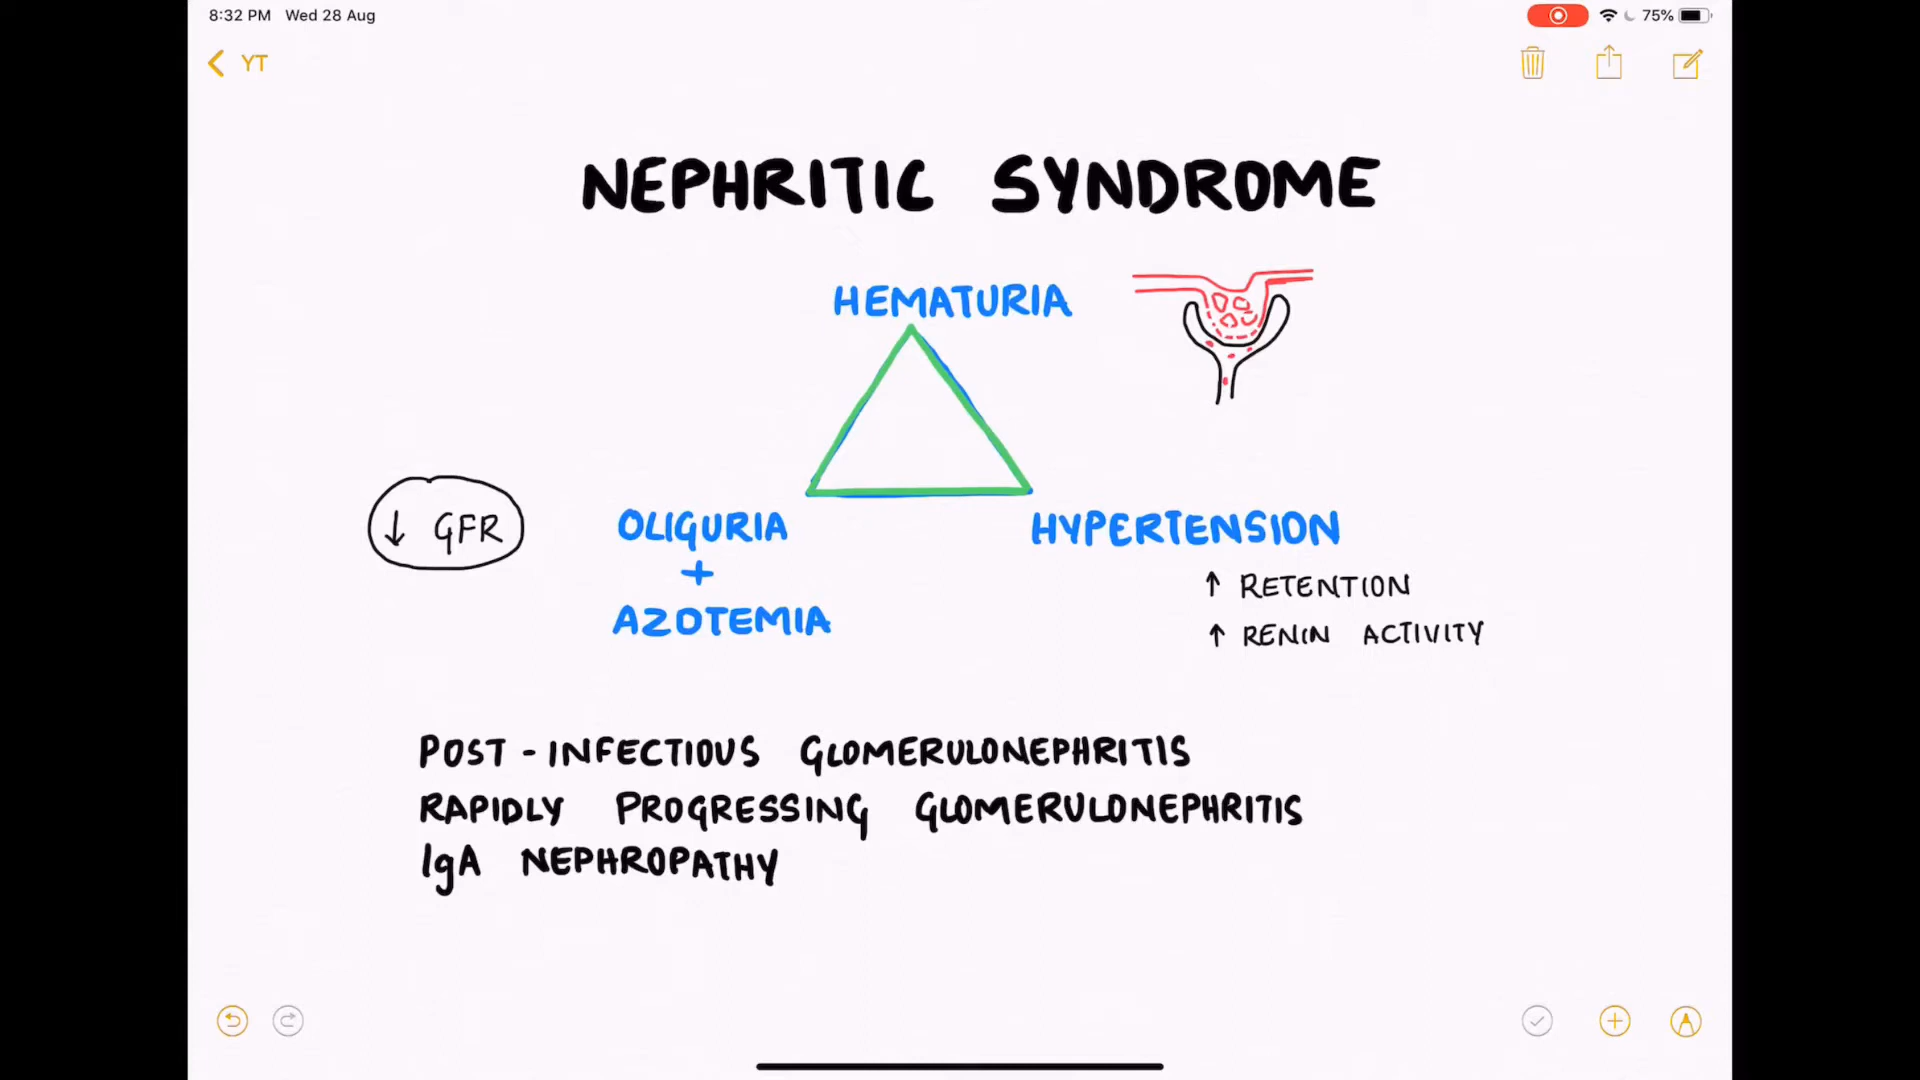 8:32 PM Wed 28 Aug
75%
YT
NEPHRITIC SYNDROME
HEMATURIA
↓ GFR
OLIGURIA
+
AZOTEMIA
HYPERTENSION
↑ RETENTION
↑ RENIN ACTIVITY
POST - INFECTIOUS GLOMERULONEPHRITIS
RAPIDLY PROGRESSING GLOMERULONEPHRITIS
IgA NEPHROPATHY